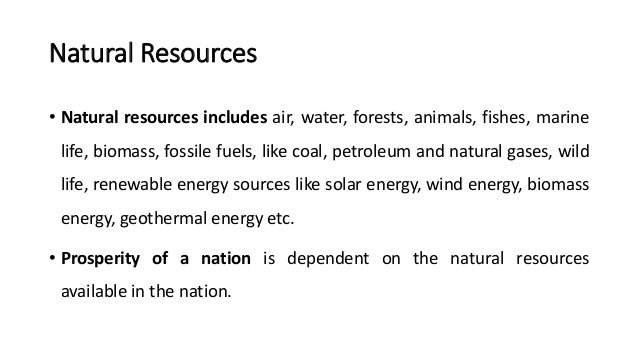 Natural Resources
• Natural resources includes air, water, forests, animals, fishes, marine
life, biomass, fossile fuels, like coal, petroleum and natural gases, wild
life, renewable energy sources like solar energy, wind energy, biomass
energy, geothermal energy etc.
• Prosperity of a nation is dependent on the natural resources
available in the nation.